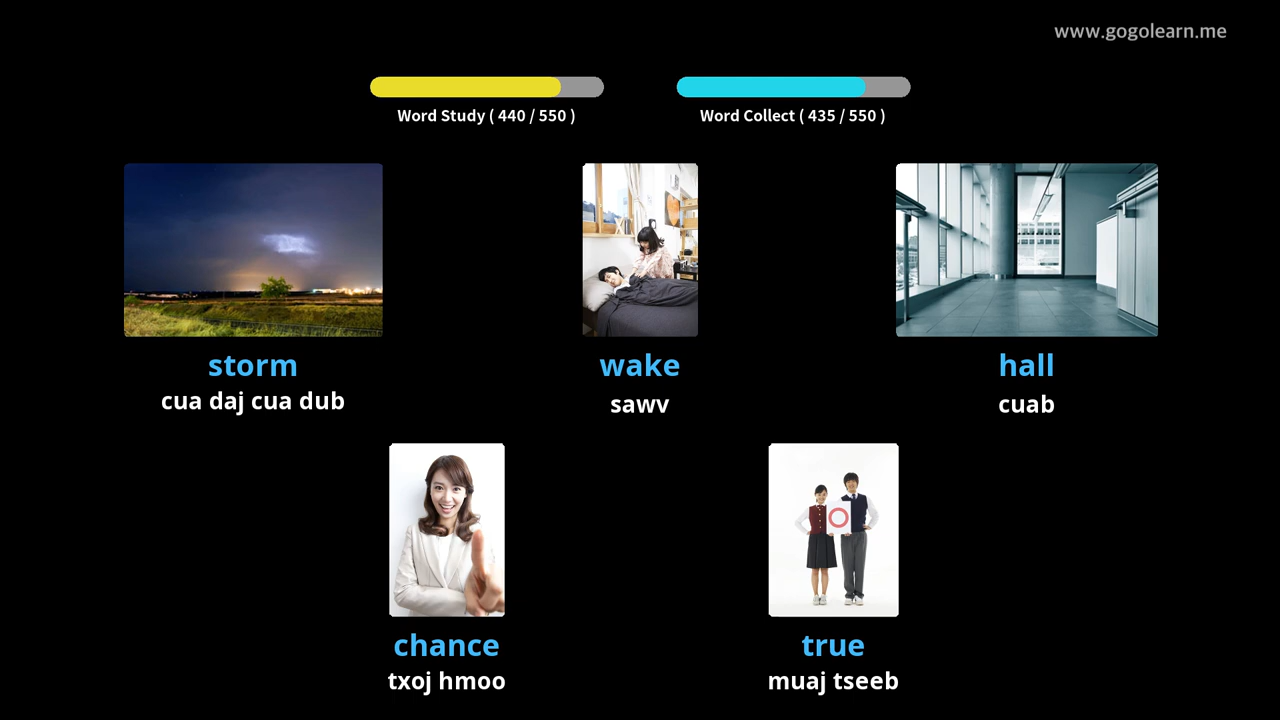 www.gogolearn.me
Word Study ( 440 / 550 )
Word Collect ( 435 / 550 )
storm
cua daj cua dub
wake
sawv
hall
cuab
chance
txoj hmoo
true
muaj tseeb